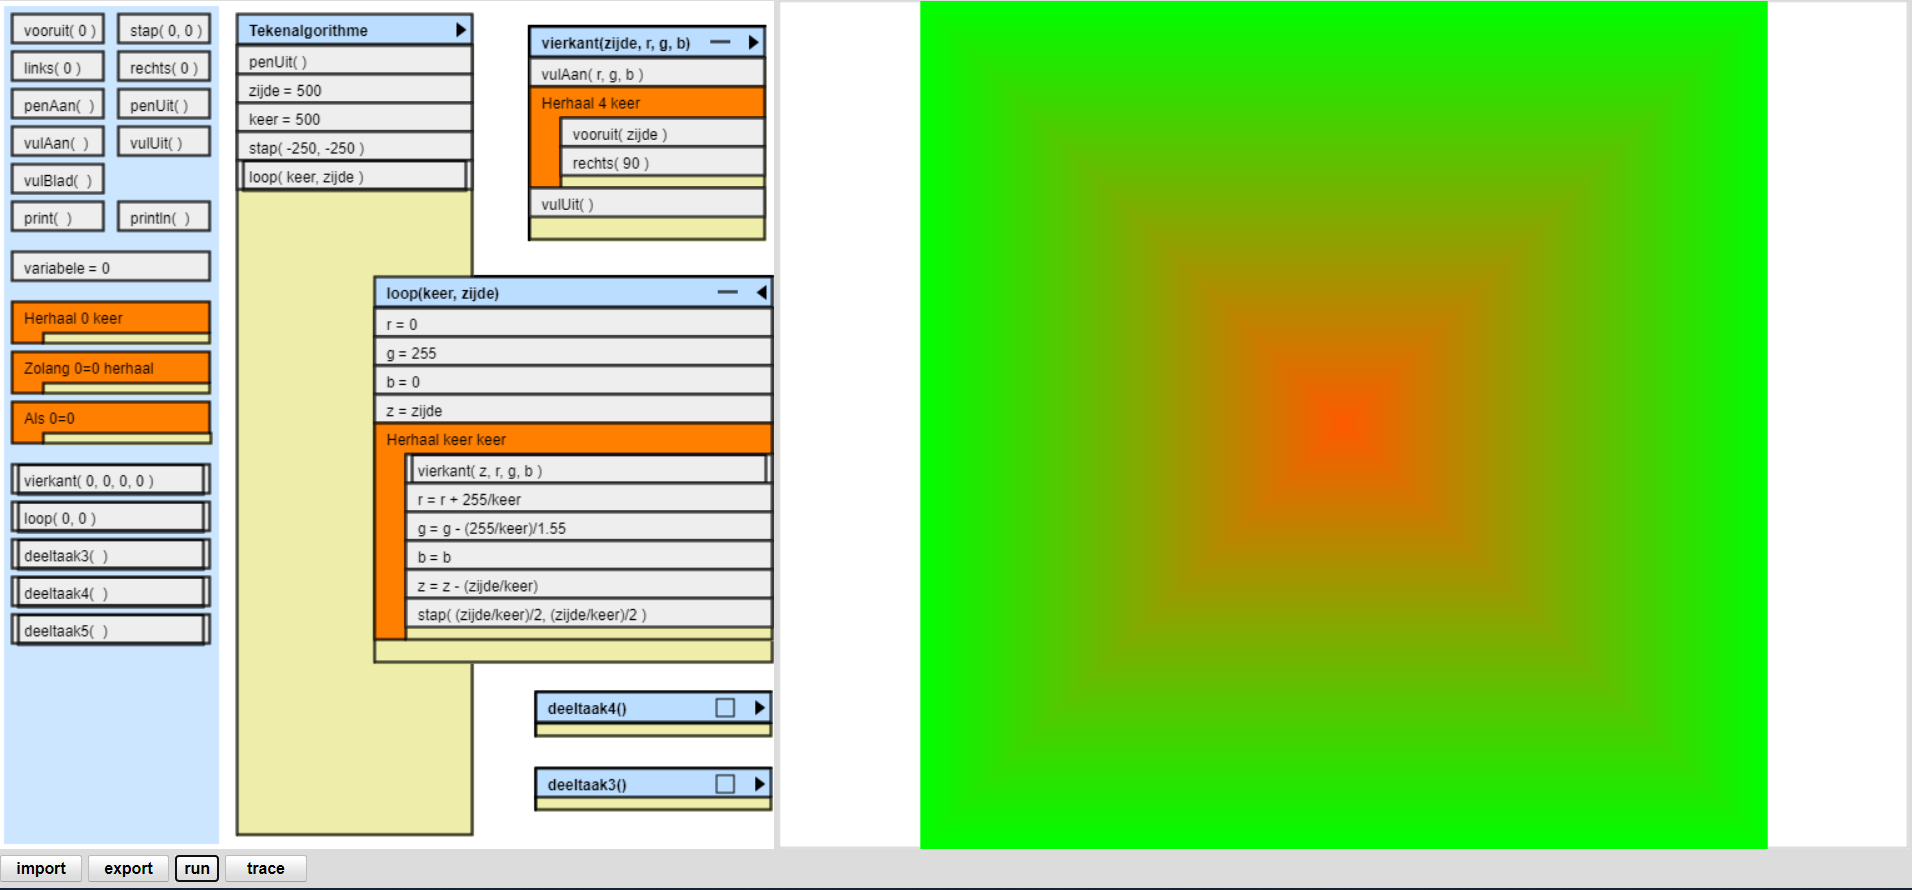 vooruit( 0 )
stap( 0, 0 )
links( 0 )
rechts( 0 )
penAan(  )
penUit( )
vulAan(  )
vulUit( )
vulBlad(  )
print(  )
println(  )
variabele = 0
Herhaal 0 keer
Zolang 0=0 herhaal
Als 0=0
vierkant( 0, 0, 0, 0 )
loop( 0, 0 )
deeltaak3(  )
deeltaak4(  )
deeltaak5(  )
Tekenalgorithme
penUit( )
zijde = 500
keer = 500
stap( -250, -250 )
loop( keer, zijde )
vierkant(zijde, r, g, b)
vulAan( r, g, b )
Herhaal 4 keer
vooruit( zijde )
rechts( 90 )
vulUit( )
loop(keer, zijde)
r = 0
g = 255
b = 0
z = zijde
Herhaal keer keer
vierkant( z, r, g, b )
r = r + 255/keer
g = g - (255/keer)/1.55
b = b
z = z - (zijde/keer)
stap( (zijde/keer)/2, (zijde/keer)/2 )
deeltaak4()
deeltaak3()
import
export
run
trace